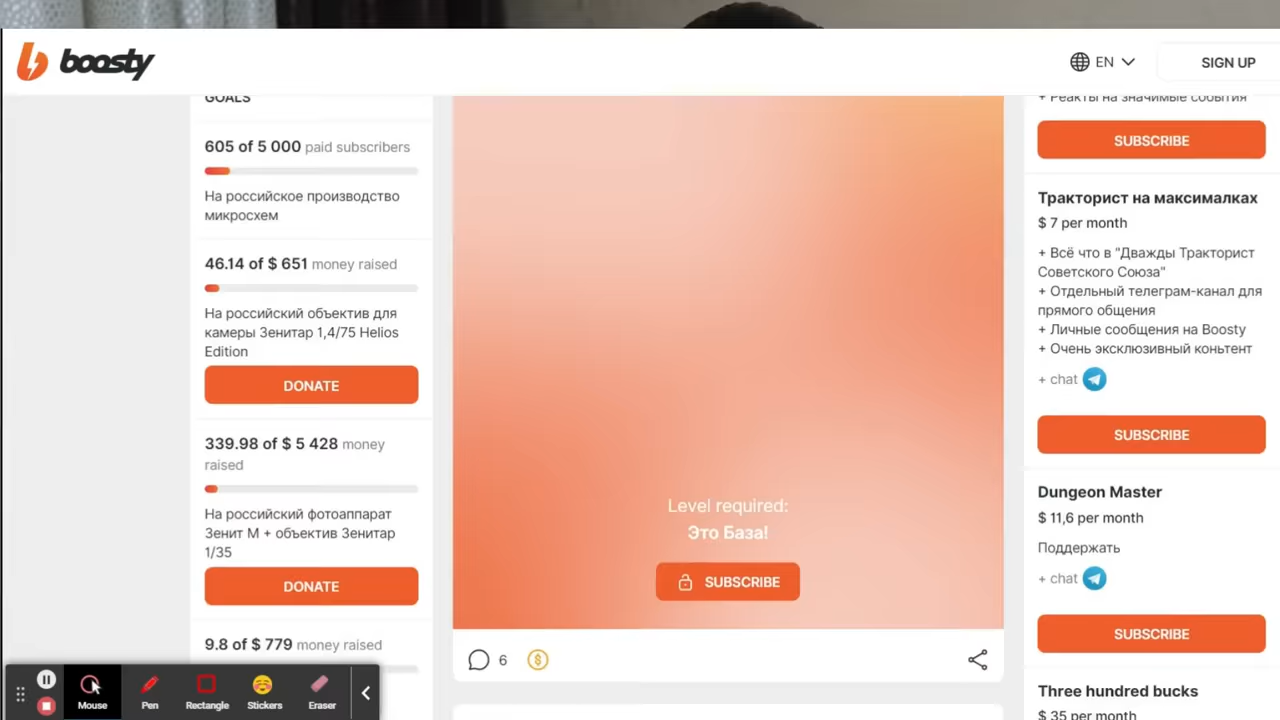 boosty
EN
SIGN UP
GOALS
605 of 5 000 paid subscribers
На российское производство
микросхем
46.14 of $ 651 money raised
На российский объектив для
камеры Зенитар 1,4/75 Helios
Edition
DONATE
339.98 of $ 5 428 money
raised
На российский фотоаппарат
Зенит М + объектив Зенитар
1/35
DONATE
9.8 of $ 779 money raised
Level required:
Это База!
SUBSCRIBE
6
+ Реакты на значимые события
SUBSCRIBE
Тракторист на максималках
$ 7 per month
+ Всё что в "Дважды Тракторист
Советского Союза"
+ Отдельный телеграм-канал для
прямого общения
+ Личные сообщения на Boosty
+ Очень эксклюзивный коньтент
+ chat
SUBSCRIBE
Dungeon Master
$ 11,6 per month
Поддержать
+ chat
SUBSCRIBE
Three hundred bucks
$ 35 per month
Mouse
Pen
Rectangle
Stickers
Eraser